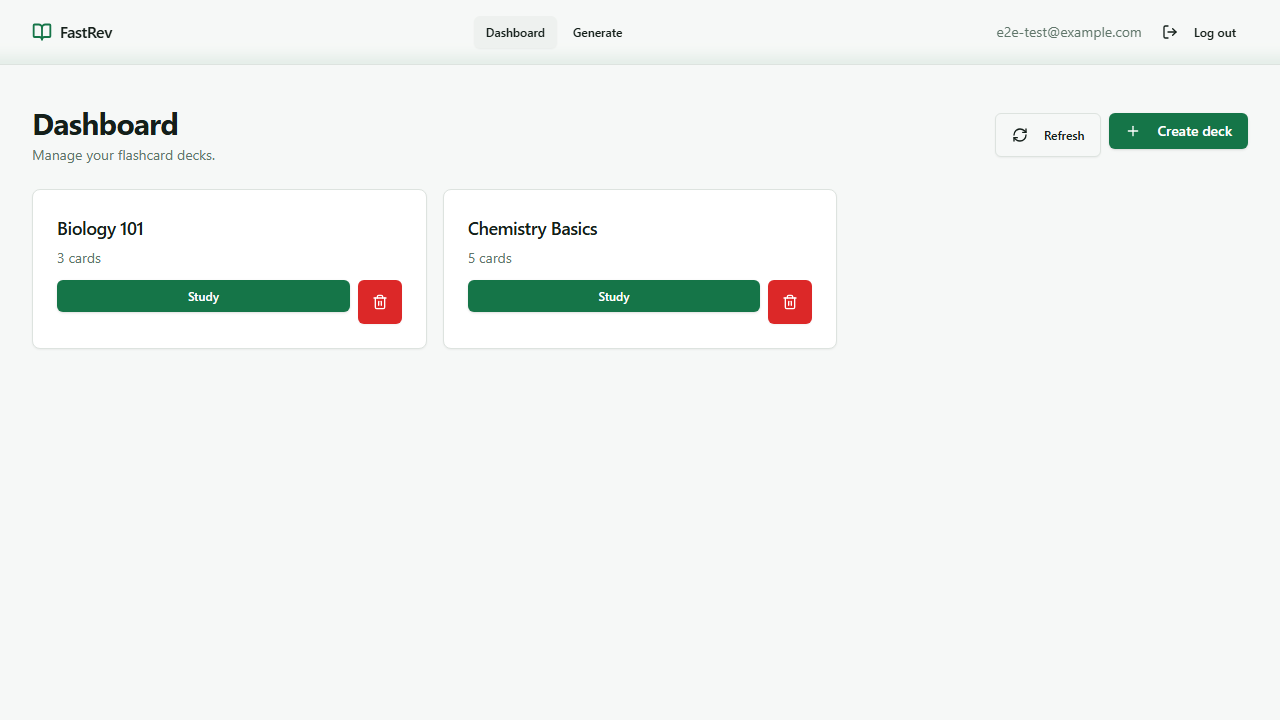 FastRev
Dashboard
Generate
e2e-test@example.com
Log out
Dashboard
Manage your flashcard decks.
Refresh
Create deck
Biology 101
3 cards
Study
Chemistry Basics
5 cards
Study